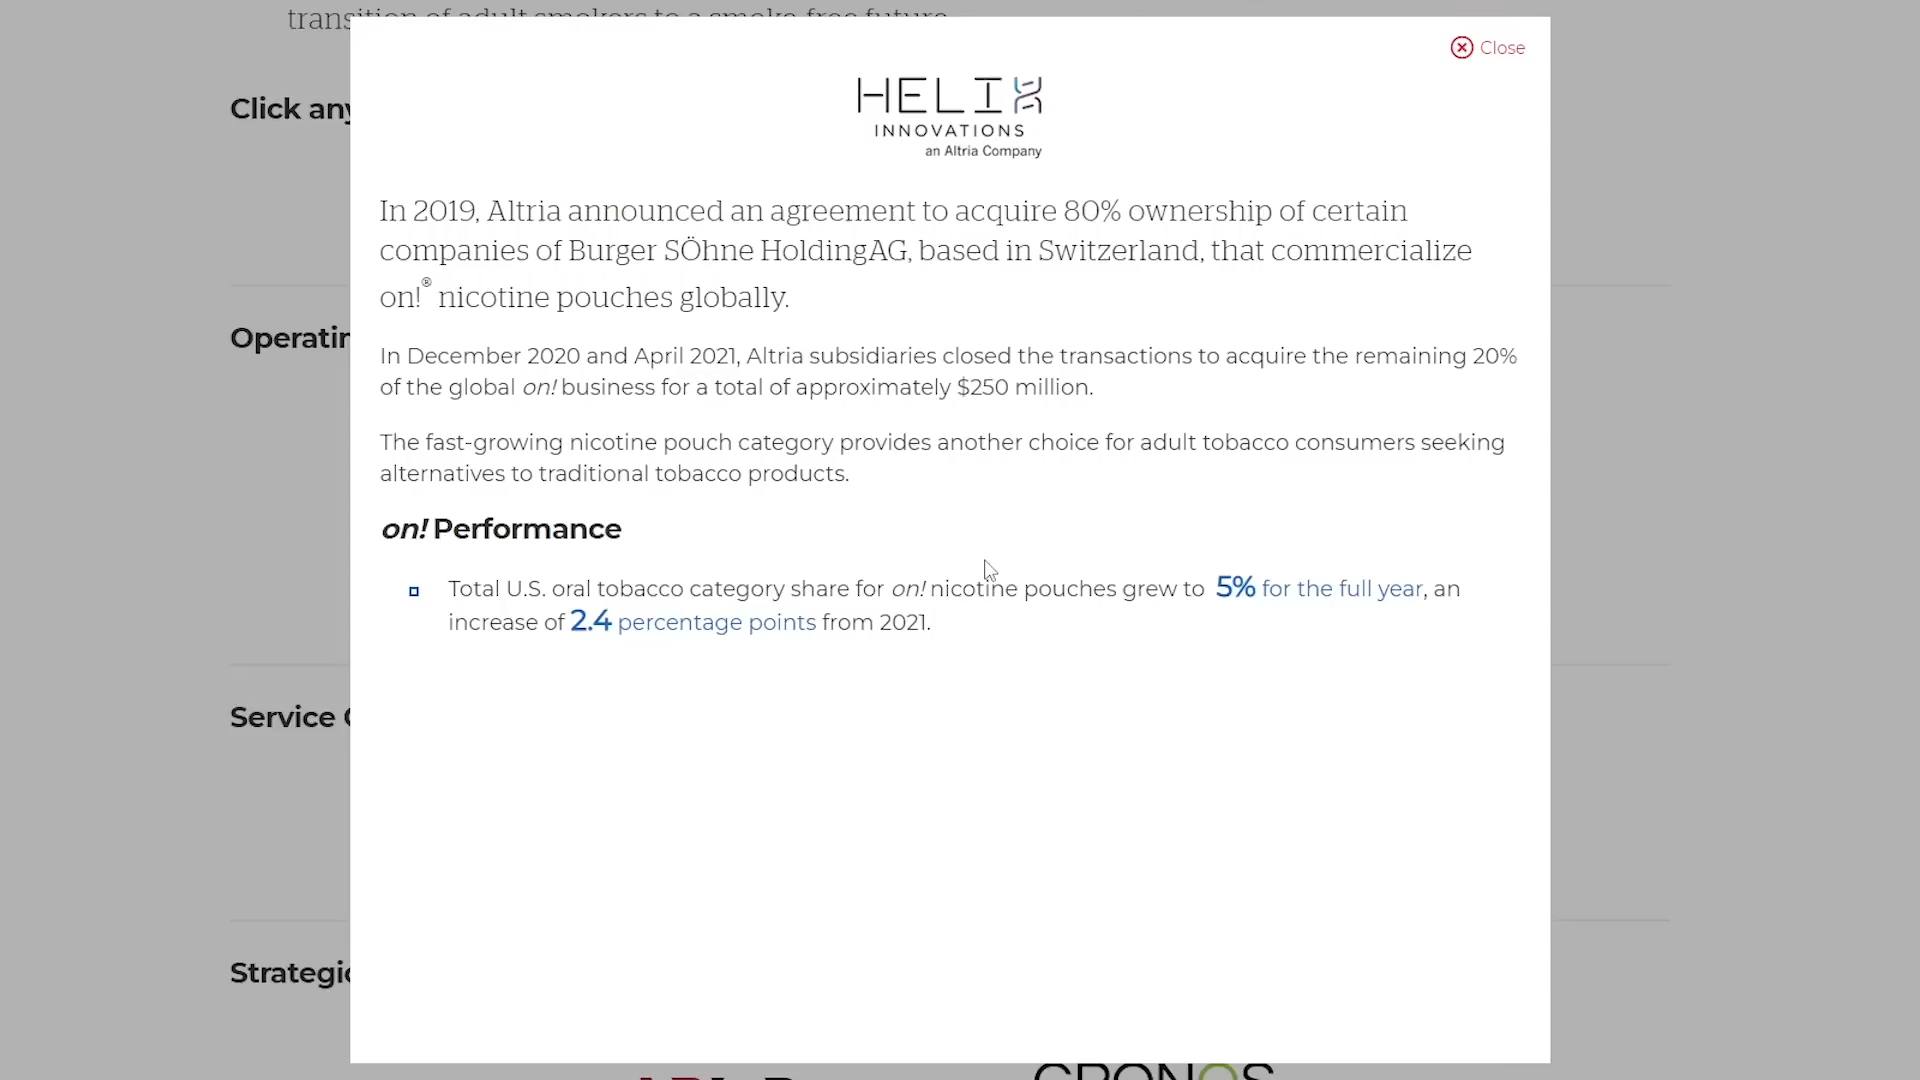 transition of adult smokers to a smoke-free future
Close
HELIX
INNOVATIONS
an Altria Company
Click any
In 2019, Altria announced an agreement to acquire 80% ownership of certain
companies of Burger SÖhne HoldingAG, based in Switzerland, that commercialize
on!® nicotine pouches globally.
Operatin
In December 2020 and April 2021, Altria subsidiaries closed the transactions to acquire the remaining 20%
of the global on! business for a total of approximately $250 million.
The fast-growing nicotine pouch category provides another choice for adult tobacco consumers seeking
alternatives to traditional tobacco products.
on! Performance
Total U.S. oral tobacco category share for on! nicotine pouches grew to 5% for the full year, an
increase of 2.4 percentage points from 2021.
Service
Strategic
CRONOS